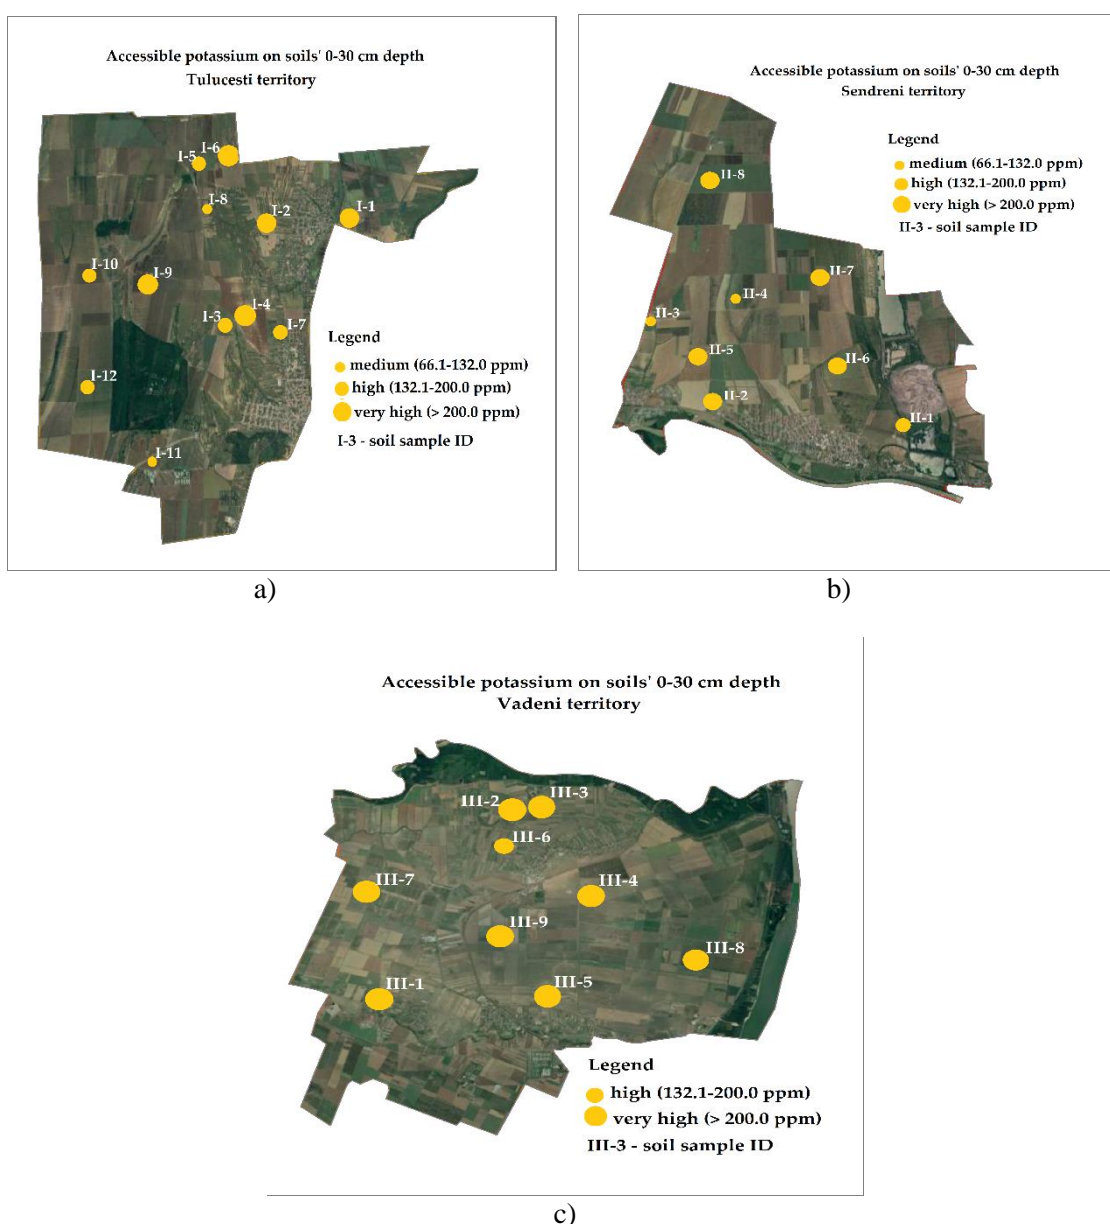 Accessible potassium on soils' 0-30 cm depth
Tulucesti territory
I-6
I-5
I-8
I-2
I-1
I-10
I-9
I-4
I-3
I-7
I-12
I-11
Legend
medium (66.1-132.0 ppm)
high (132.1-200.0 ppm)
very high (> 200.0 ppm)
I-3 - soil sample ID
a)
Accessible potassium on soils' 0-30 cm depth
Sendreni territory
Legend
medium (66.1-132.0 ppm)
high (132.1-200.0 ppm)
very high (> 200.0 ppm)
II-3 - soil sample ID
II-8
II-7
II-4
II-3
II-5
II-6
II-2
II-1
b)
Accessible potassium on soils' 0-30 cm depth
Vadeni territory
III-3
III-2
III-6
III-7
III-4
III-9
III-8
III-1
III-5
Legend
high (132.1-200.0 ppm)
very high (> 200.0 ppm)
III-3 - soil sample ID
c)